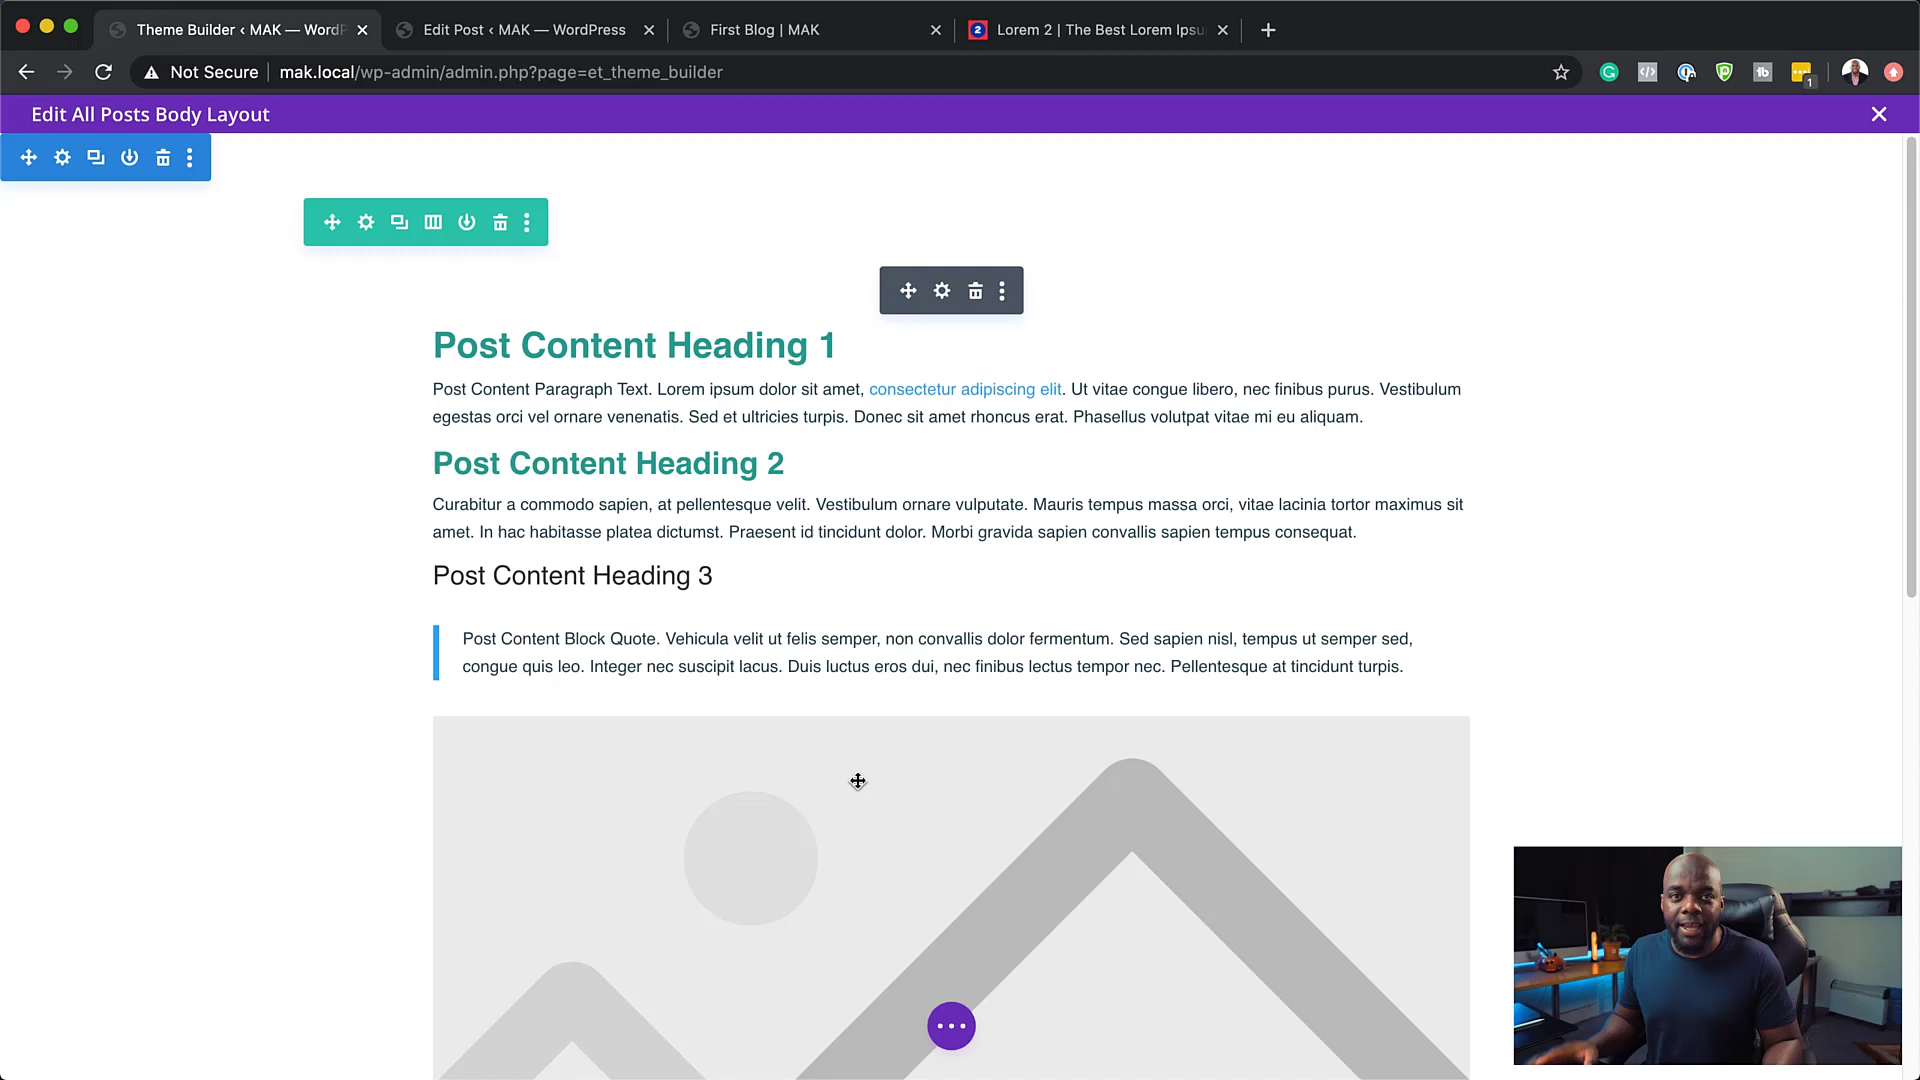 Theme Builder ‹ MAK — WordP
Edit Post ‹ MAK — WordPress
First Blog | MAK
2
Lorem 2 | The Best Lorem Ipsu
Not Secure
mak.local/wp-admin/admin.php?page=et_theme_builder
1
Edit All Posts Body Layout
Post Content Heading 1
Post Content Paragraph Text. Lorem ipsum dolor sit amet, consectetur adipiscing elit. Ut vitae congue libero, nec finibus purus. Vestibulum
egestas orci vel ornare venenatis. Sed et ultricies turpis. Donec sit amet rhoncus erat. Phasellus volutpat vitae mi eu aliquam.
Post Content Heading 2
Curabitur a commodo sapien, at pellentesque velit. Vestibulum ornare vulputate. Mauris tempus massa orci, vitae lacinia tortor maximus sit
amet. In hac habitasse platea dictumst. Praesent id tincidunt dolor. Morbi gravida sapien convallis sapien tempus consequat.
Post Content Heading 3
Post Content Block Quote. Vehicula velit ut felis semper, non convallis dolor fermentum. Sed sapien nisl, tempus ut semper sed,
congue quis leo. Integer nec suscipit lacus. Duis luctus eros dui, nec finibus lectus tempor nec. Pellentesque at tincidunt turpis.